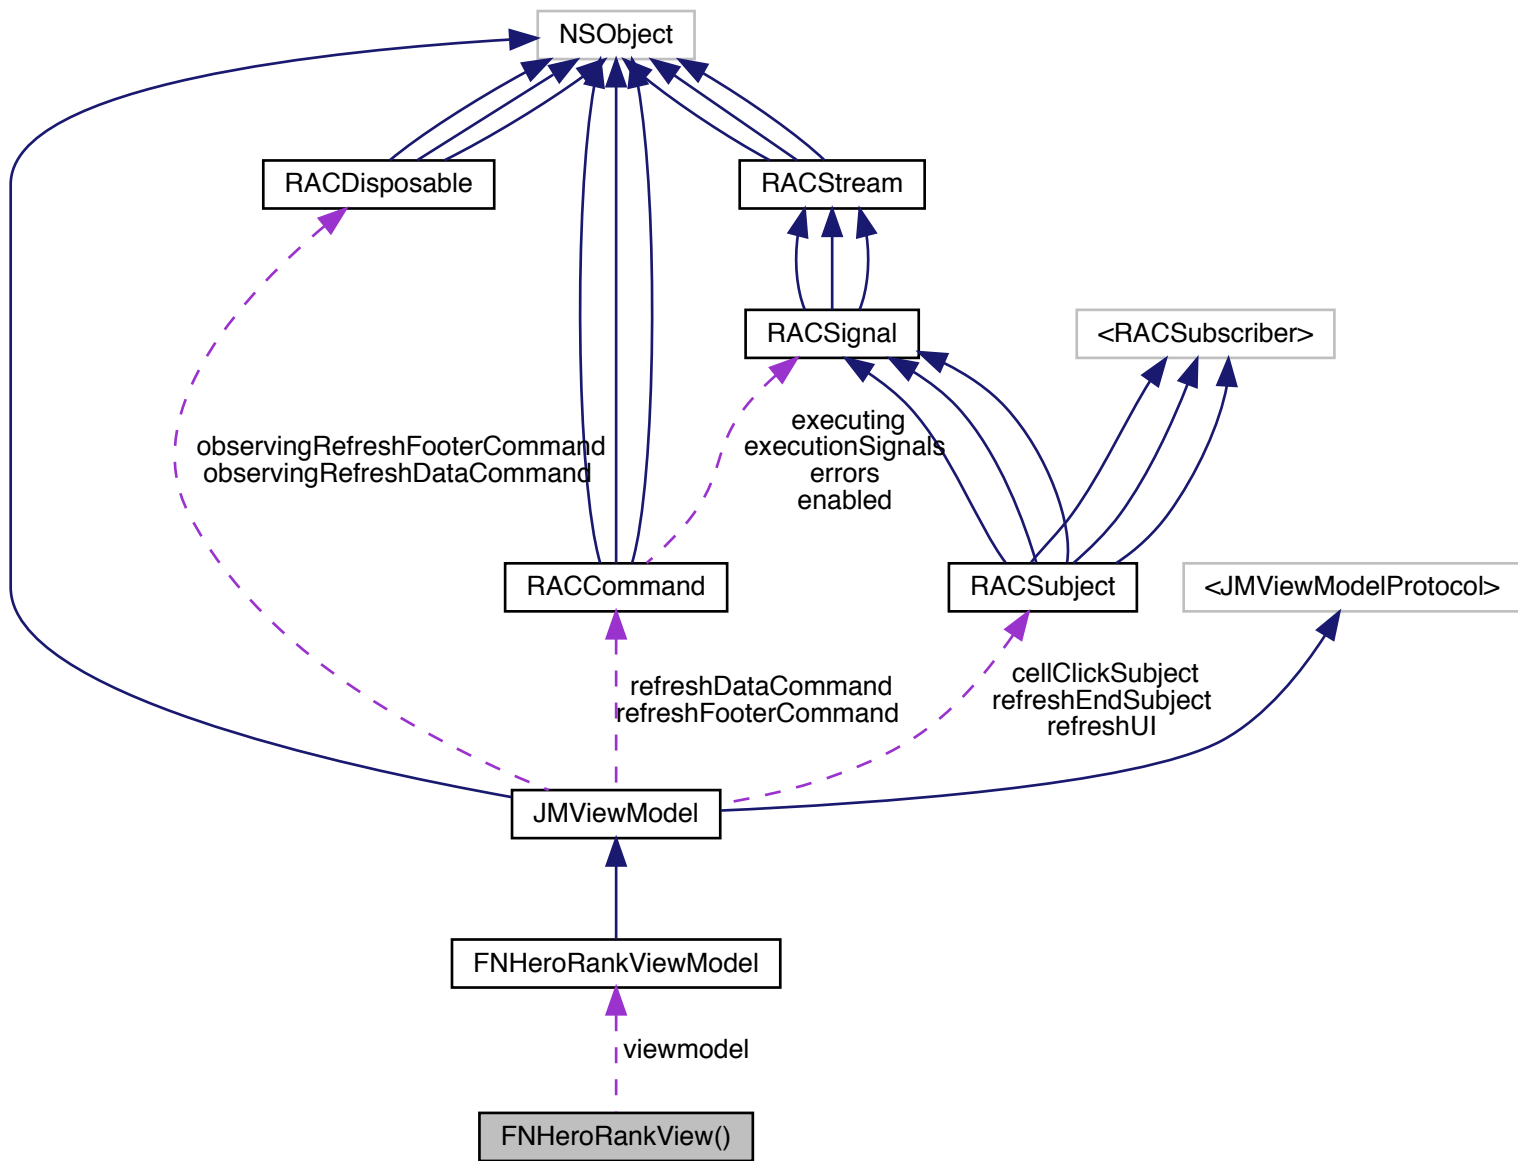 NSObject
RACDisposable
RACStream
RACSignal
<RACSubscriber>
executing
executionSignals
errors
enabled
observingRefreshFooterCommand
observingRefreshDataCommand
RACCommand
RACSubject
<JMViewModelProtocol>
refreshDataCommand
refreshFooterCommand
cellClickSubject
refreshEndSubject
refreshUI
JMViewModel
FNHeroRankViewModel
viewmodel
FNHeroRankView()